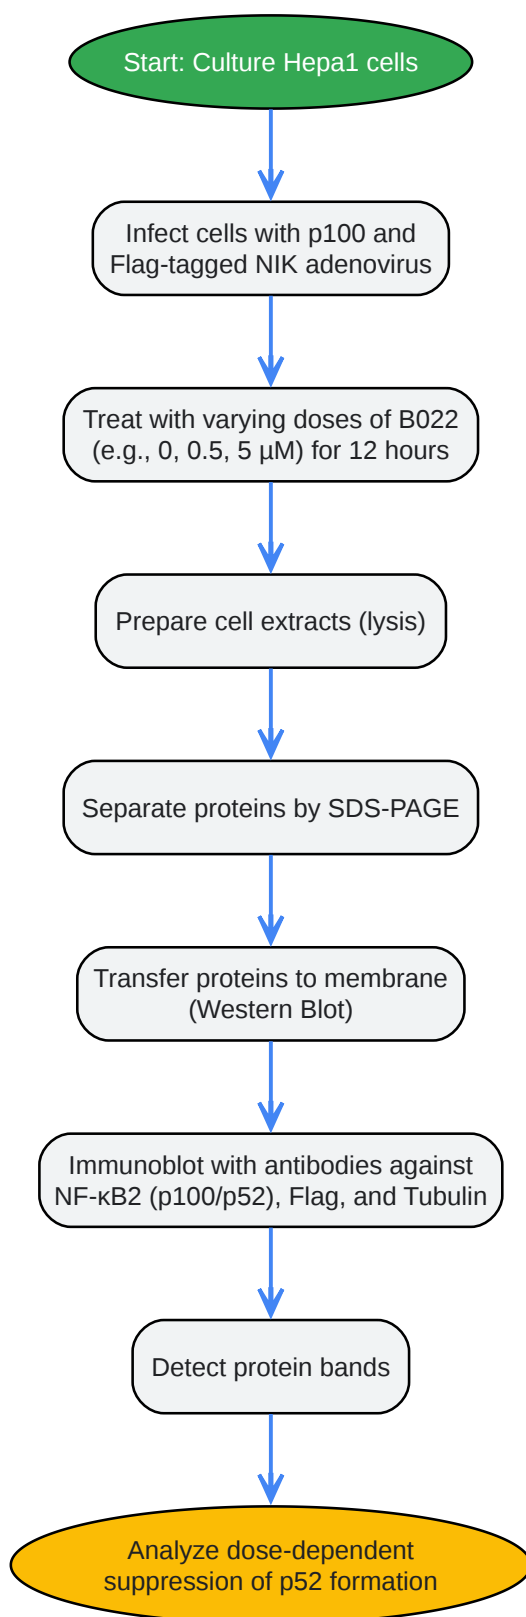 Start: Culture Hepa1 cells
Infect cells with p100 and
Flag-tagged NIK adenovirus
Treat with varying doses of B022
(e.g., 0, 0.5, 5 µM) for 12 hours
Prepare cell extracts (lysis)
Separate proteins by SDS-PAGE
Transfer proteins to membrane
(Western Blot)
Immunoblot with antibodies against
NF-κB2 (p100/p52), Flag, and Tubulin
Detect protein bands
Analyze dose-dependent
suppression of p52 formation